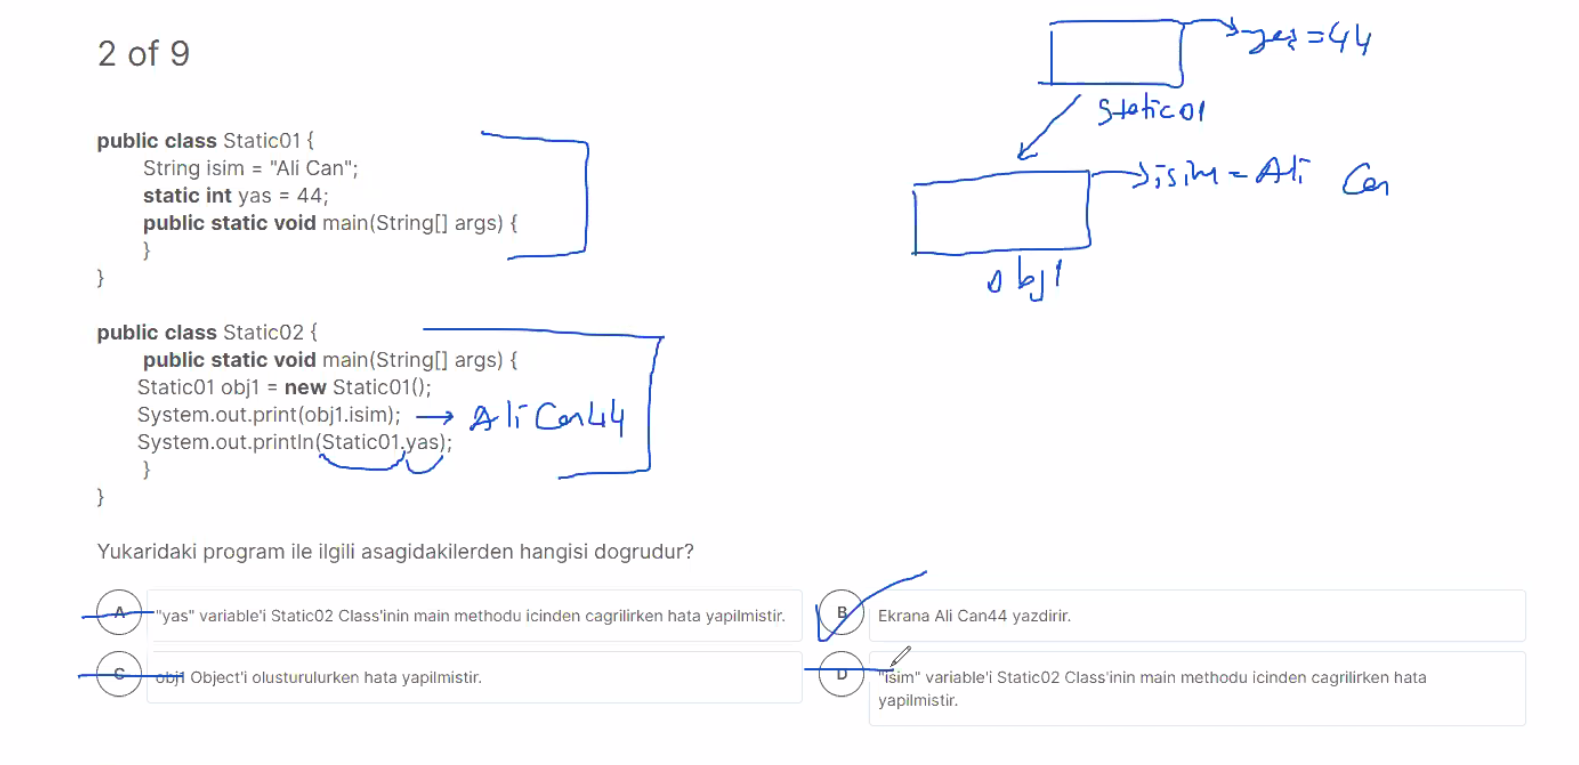 2 of 9
yas = 44
Static01
isim = Ali Can
obj1
public class Static01 {
String isim = "Ali Can";
static int yas = 44;
public static void main(String[] args) {
}
}
public class Static02 {
public static void main(String[] args) {
Static01 obj1 = new Static01();
System.out.print(obj1.isim); → Ali Can44
System.out.println(Static01.yas);
}
}
Yukaridaki program ile ilgili asagidakilerden hangisi dogrudur?
A "yas" variable'i Static02 Class'inin main methodu icinden cagrilirken hata yapilmistir.
B Ekrana Ali Can44 yazdirir.
C obj1 Object'i olusturulurken hata yapilmistir.
D "isim" variable'i Static02 Class'inin main methodu icinden cagrilirken hata
yapilmistir.